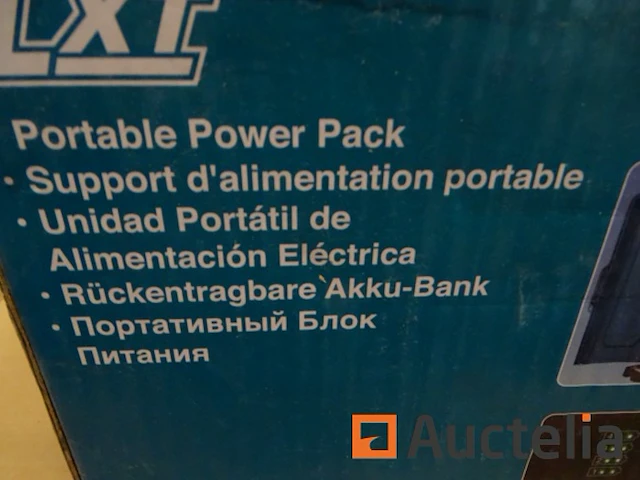 LXT
Portable Power Pack
• Support d'alimentation portable
• Unidad Portátil de
Alimentación Eléctrica
• Rückentragbare Akku-Bank
• Портативный Блок
Питания
Auctelia